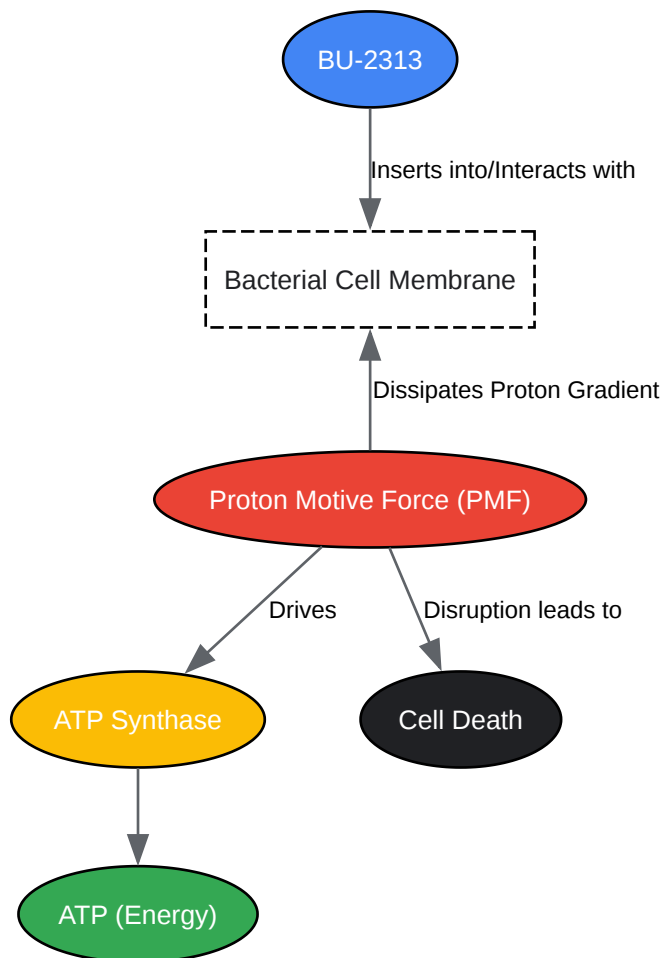 BU-2313
Inserts into/Interacts with
Bacterial Cell Membrane
Dissipates Proton Gradient
Proton Motive Force (PMF)
Drives
Disruption leads to
ATP Synthase
Cell Death
ATP (Energy)